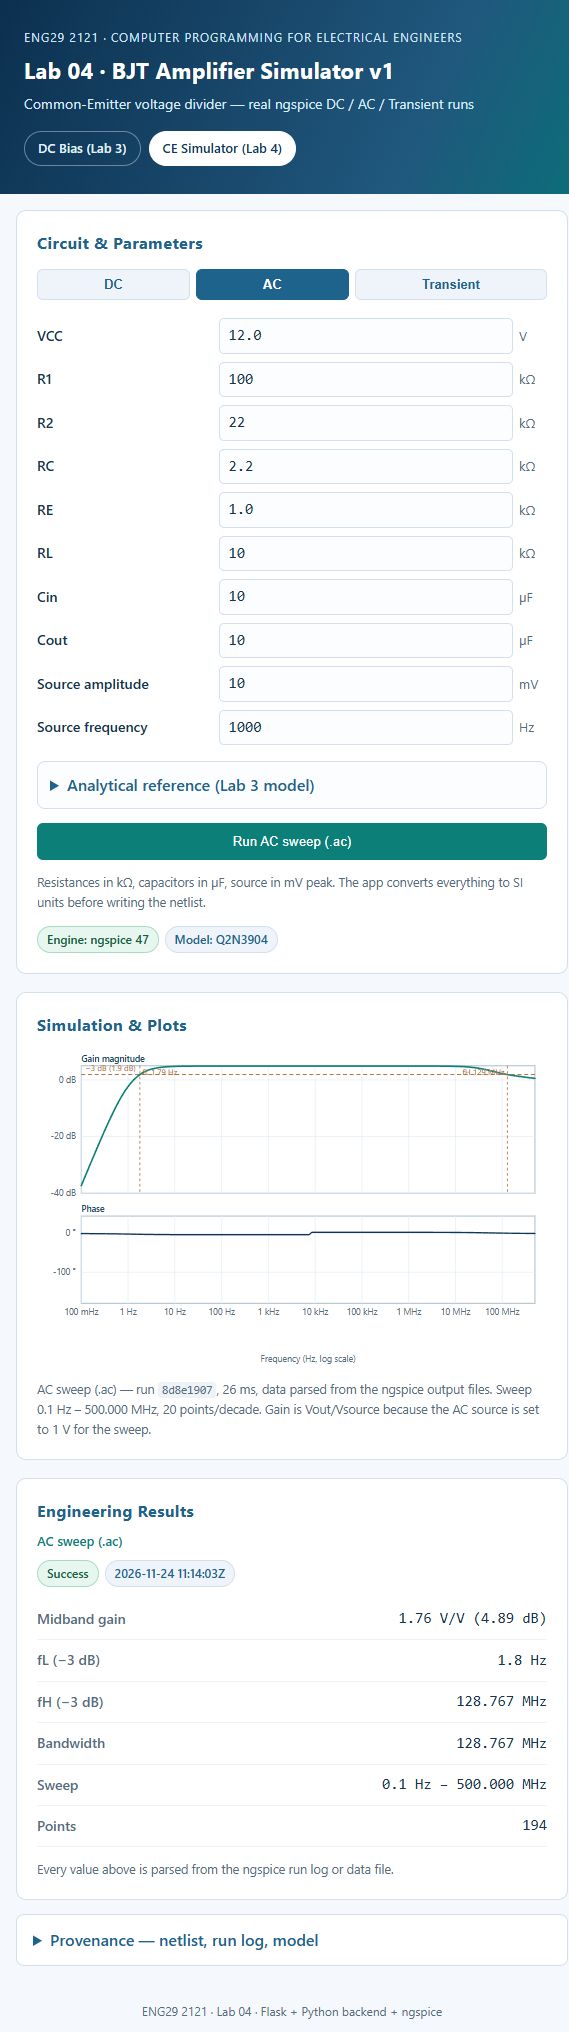 ENG29 2121 · COMPUTER PROGRAMMING FOR ELECTRICAL ENGINEERS
Lab 04 · BJT Amplifier Simulator v1
Common-Emitter voltage divider — real ngspice DC / AC / Transient runs
DC Bias (Lab 3)
CE Simulator (Lab 4)
Circuit & Parameters
DC
AC
Transient
VCC 12.0 V
R1 100 kΩ
R2 22 kΩ
RC 2.2 kΩ
RE 1.0 kΩ
RL 10 kΩ
Cin 10 µF
Cout 10 µF
Source amplitude 10 mV
Source frequency 1000 Hz
▶ Analytical reference (Lab 3 model)
Run AC sweep (.ac)
Resistances in kΩ, capacitors in µF, source in mV peak. The app converts everything to SI
units before writing the netlist.
Engine: ngspice 47
Model: Q2N3904
Simulation & Plots
Gain magnitude
−3 dB (1.9 dB)
0 dB
-20 dB
-40 dB
Phase
0 °
-100 °
100 mHz 1 Hz 10 Hz 100 Hz 1 kHz 10 kHz 100 kHz 1 MHz 10 MHz 100 MHz
Frequency (Hz, log scale)
AC sweep (.ac) — run 8d8e1907, 26 ms, data parsed from the ngspice output files. Sweep
0.1 Hz – 500.000 MHz, 20 points/decade. Gain is Vout/Vsource because the AC source is set
to 1 V for the sweep.
Engineering Results
AC sweep (.ac)
Success
2026-11-24 11:14:03Z
Midband gain 1.76 V/V (4.89 dB)
fL (−3 dB) 1.8 Hz
fH (−3 dB) 128.767 MHz
Bandwidth 128.767 MHz
Sweep 0.1 Hz – 500.000 MHz
Points 194
Every value above is parsed from the ngspice run log or data file.
▶ Provenance — netlist, run log, model
ENG29 2121 · Lab 04 · Flask + Python backend + ngspice